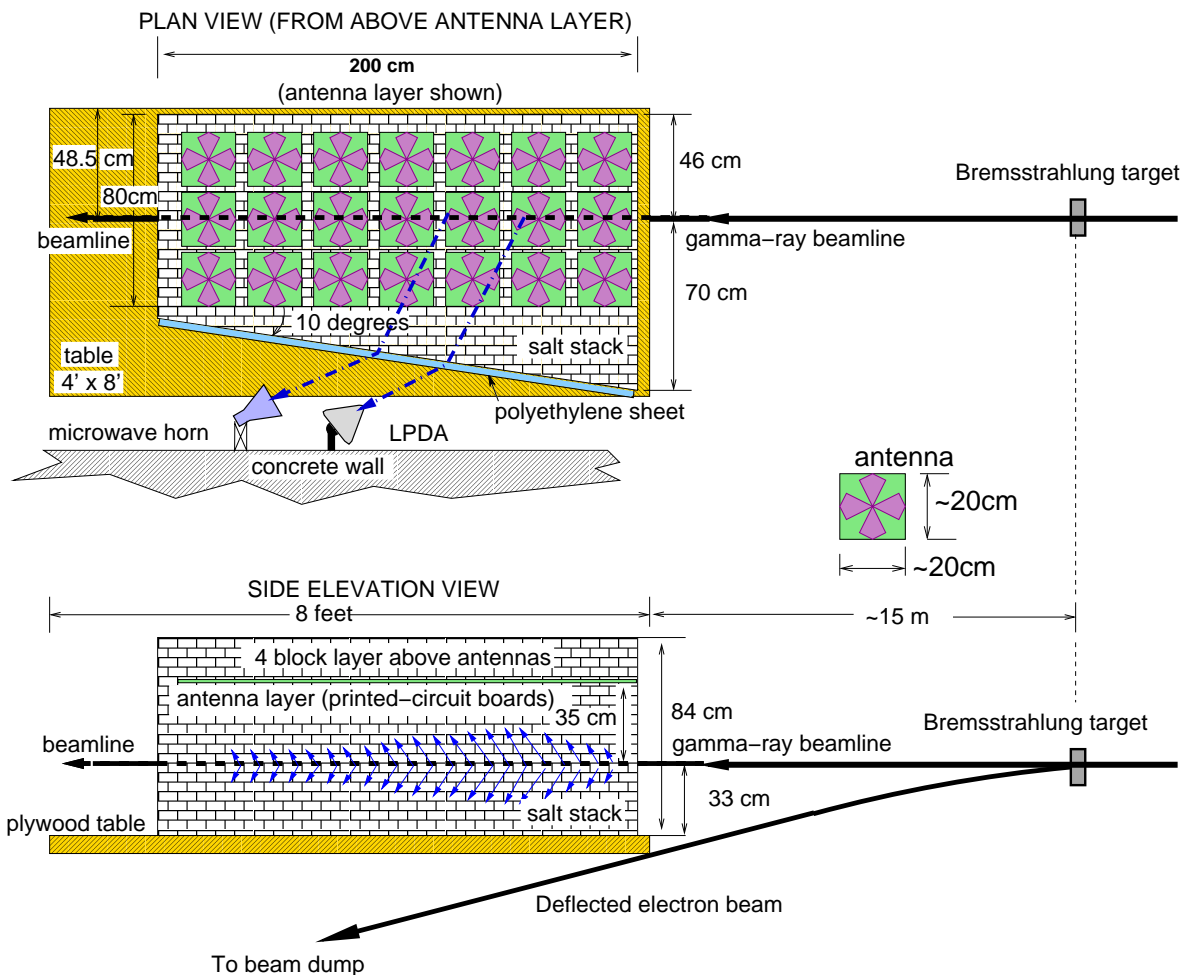 PLAN VIEW (FROM ABOVE ANTENNA LAYER)
200 cm
(antenna layer shown)
48.5 cm
80cm
46 cm
Bremsstrahlung target
beamline
gamma−ray beamline
70 cm
10 degrees
salt stack
table
4' x 8'
polyethylene sheet
microwave horn
LPDA
concrete wall
antenna
~20cm
~20cm
SIDE ELEVATION VIEW
8 feet
~15 m
4 block layer above antennas
antenna layer (printed−circuit boards)
35 cm
84 cm
Bremsstrahlung target
beamline
gamma−ray beamline
33 cm
salt stack
plywood table
Deflected electron beam
To beam dump